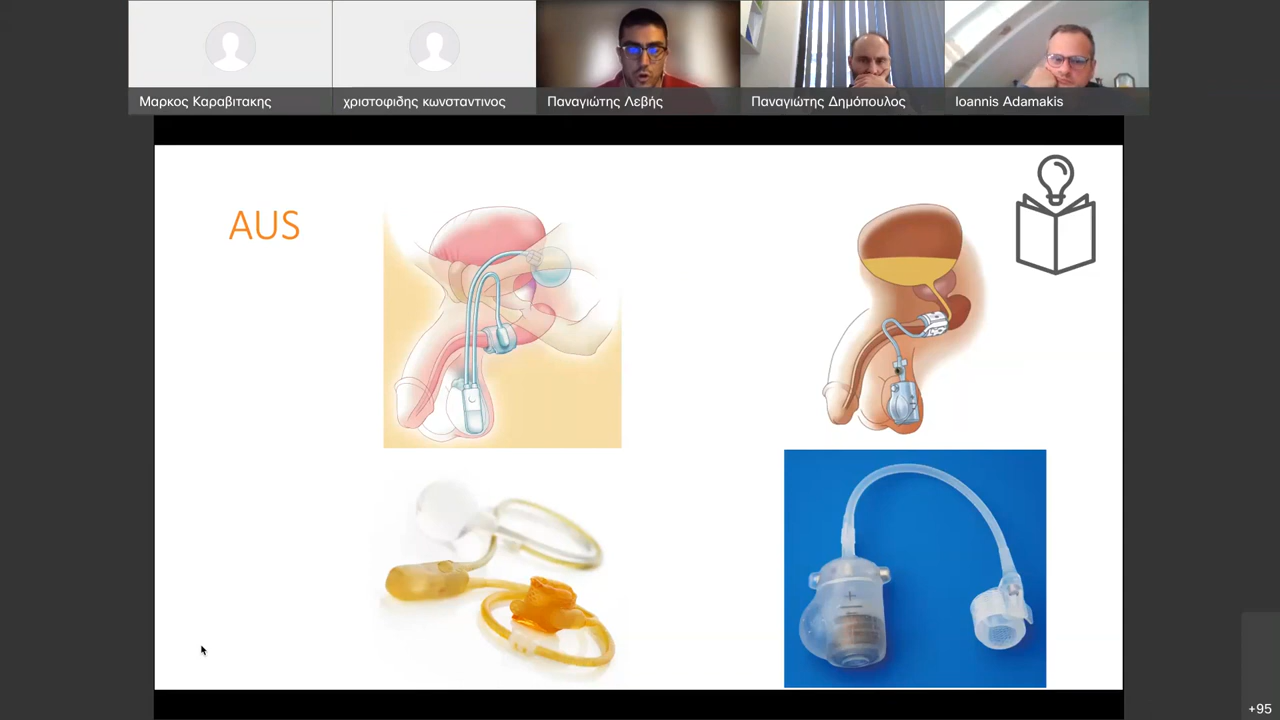 Μαρκος Καραβιτακης
χριστοφιδης κωνσταντινος
Παναγιώτης Λεβής
Παναγιώτης Δημόπουλος
Ioannis Adamakis
AUS
+95